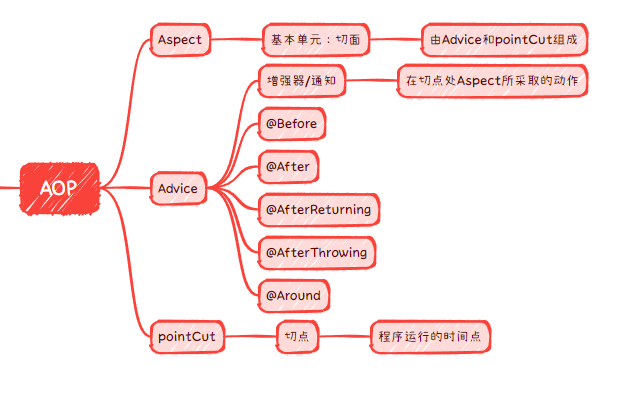 AOP
Aspect
基本单元：切面
由Advice和pointCut组成
Advice
增强器/通知
在切点处Aspect所采取的动作
@Before
@After
@AfterReturning
@AfterThrowing
@Around
pointCut
切点
程序运行的时间点